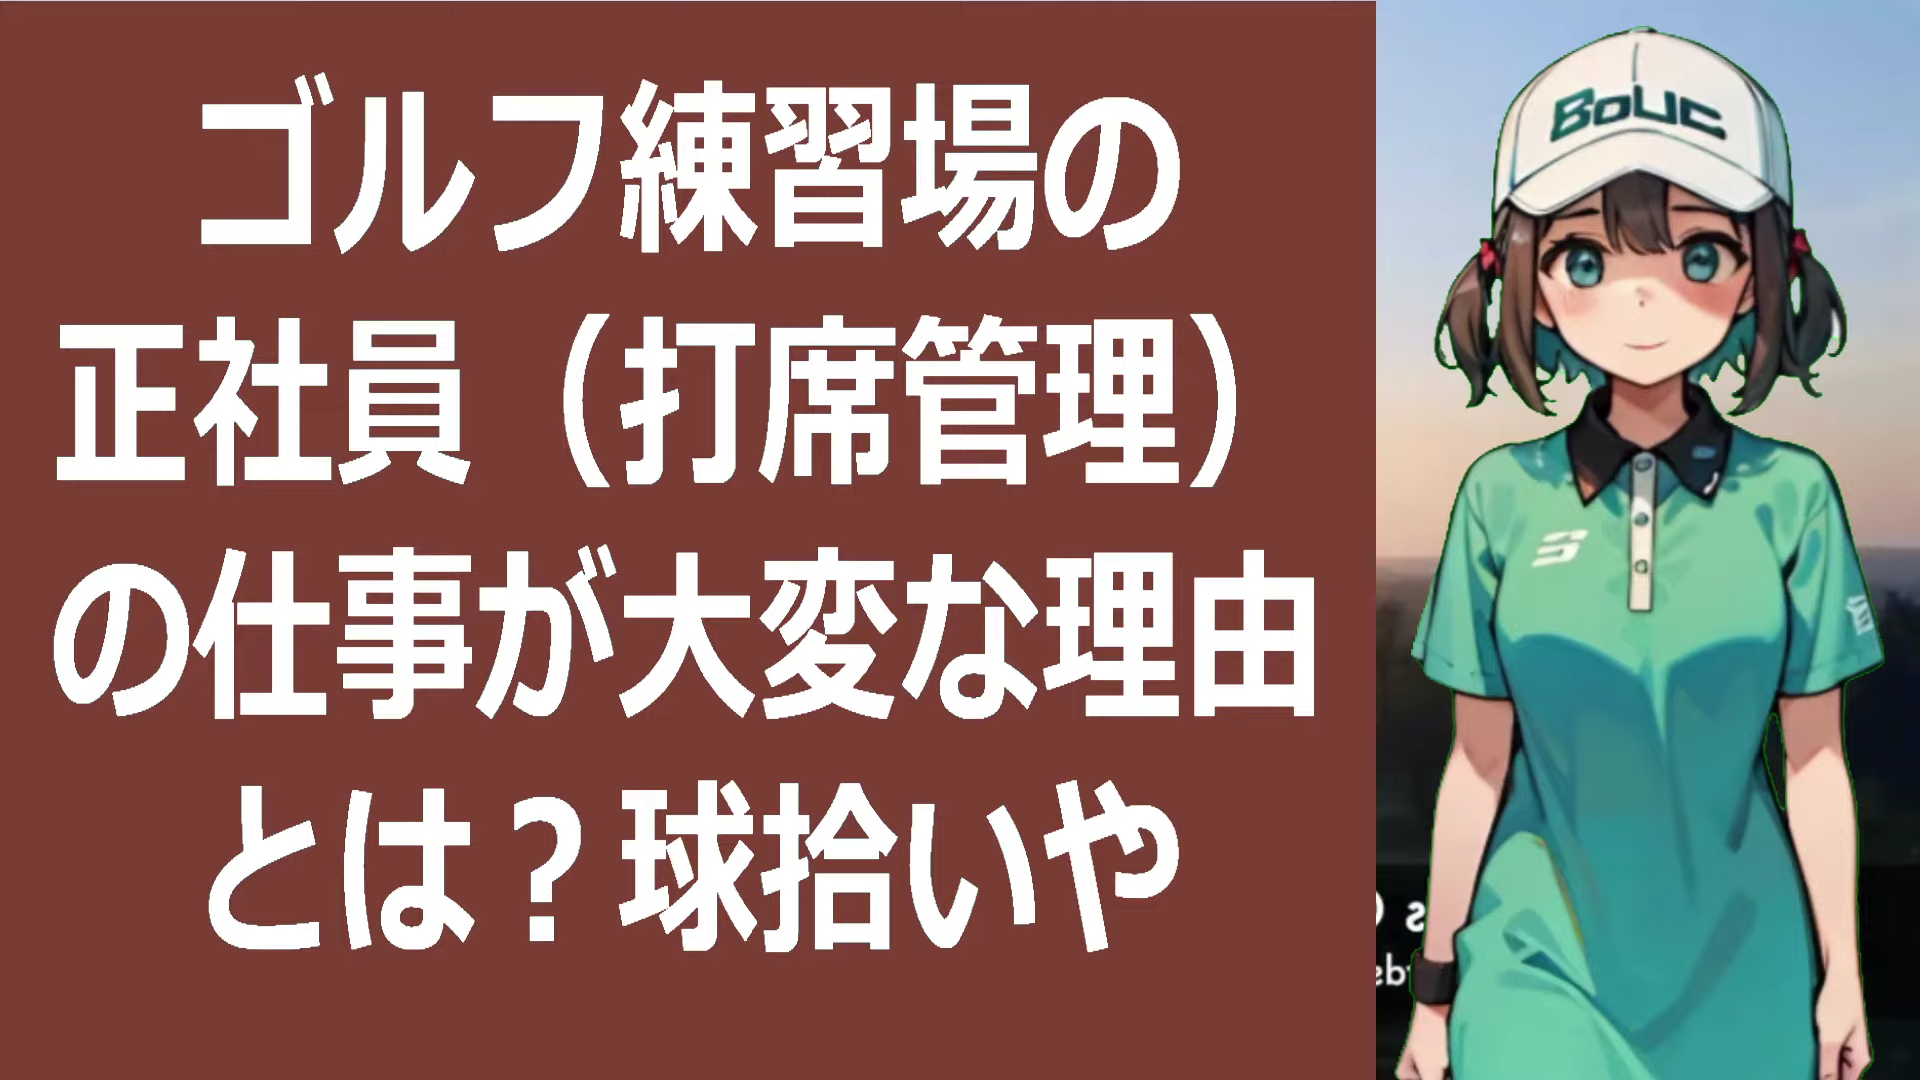 ゴルフ練習場の
正社員（打席管理）
の仕事が大変な理由
とは？球拾いや
BoUC
S